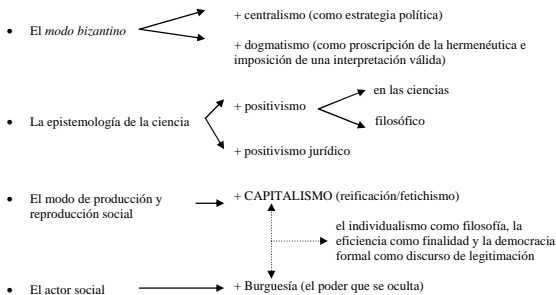 + centralismo (como estrategia política)
• El modo bizantino
+ dogmatismo (como proscripción de la hermenéutica e
imposición de una interpretación válida)
en las ciencias
+ positivismo
• La epistemología de la ciencia
filosófico
+ positivismo jurídico
• El modo de producción y
reproducción social
+ CAPITALISMO (reificación/fetichismo)
el individualismo como filosofía, la
eficiencia como finalidad y la democracia
formal como discurso de legitimación
• El actor social
+ Burguesía (el poder que se oculta)